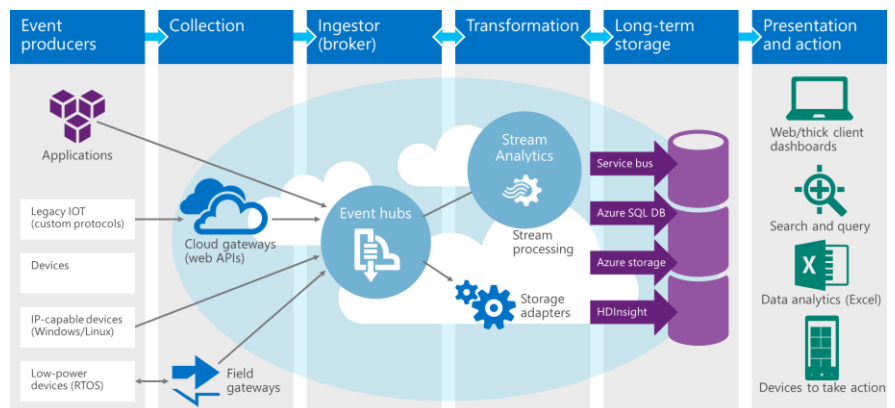 Event
producers
Collection
Ingestor
(broker)
Transformation
Long-term
storage
Presentation
and action
Applications
Legacy IOT
(custom protocols)
Devices
IP-capable devices
(Windows/Linux)
Low-power
devices (RTOS)
Cloud gateways
(web APIs)
Field
gateways
Event hubs
Stream
Analytics
Stream
processing
Storage
adapters
Service bus
Azure SQL DB
Azure storage
HDInsight
Web/thick client
dashboards
Search and query
X
Data analytics (Excel)
Devices to take action